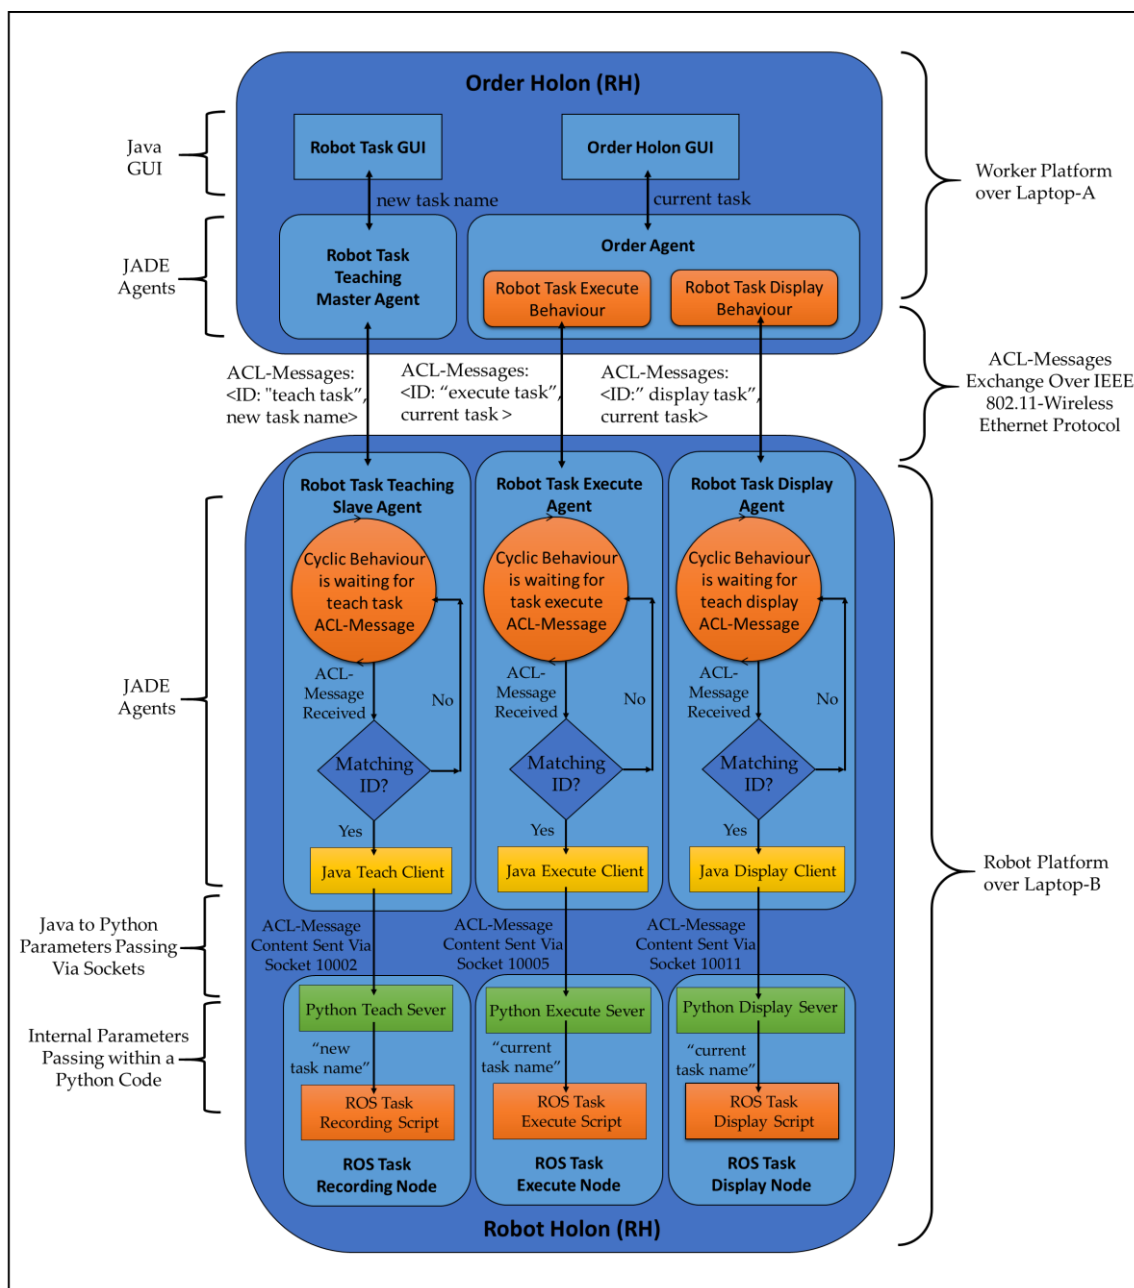 Order Holon (RH)
Java
GUI
Robot Task GUI
Order Holon GUI
new task name
current task
Worker Platform
over Laptop-A
JADE
Agents
Robot Task
Teaching
Master Agent
Order Agent
Robot Task Execute
Behaviour
Robot Task Display
Behaviour
ACL-Messages:
<ID: "teach task”,
new task name>
ACL-Messages:
<ID: “execute task”,
current task >
ACL-Messages:
<ID:” display task”,
current task>
ACL-Messages
Exchange Over IEEE
802.11-Wireless
Ethernet Protocol
JADE
Agents
Robot Task Teaching
Slave Agent
Cyclic Behaviour
is waiting for
teach task
ACL-Message
ACL-
Message
Received
No
Matching
ID?
Yes
Java Teach Client
Robot Task Execute
Agent
Cyclic Behaviour
is waiting for
task execute
ACL-Message
ACL-
Message
Received
No
Matching
ID?
Yes
Java Execute Client
Robot Task Display
Agent
Cyclic Behaviour
is waiting for
teach display
ACL-Message
ACL-
Message
Received
No
Matching
ID?
Yes
Java Display Client
Robot Platform
over Laptop-B
Java to Python
Parameters Passing
Via Sockets
ACL-Message
Content Sent Via
Socket 10002
ACL-Message
Content Sent Via
Socket 10005
ACL-Message
Content Sent Via
Socket 10011
Internal Parameters
Passing within a
Python Code
Python Teach Sever
“new
task name”
ROS Task
Recording Script
ROS Task
Recording Node
Python Execute Sever
“current
task name”
ROS Task
Execute Script
ROS Task
Execute Node
Python Display Sever
“current
task name”
ROS Task
Display Script
ROS Task
Display Node
Robot Holon (RH)